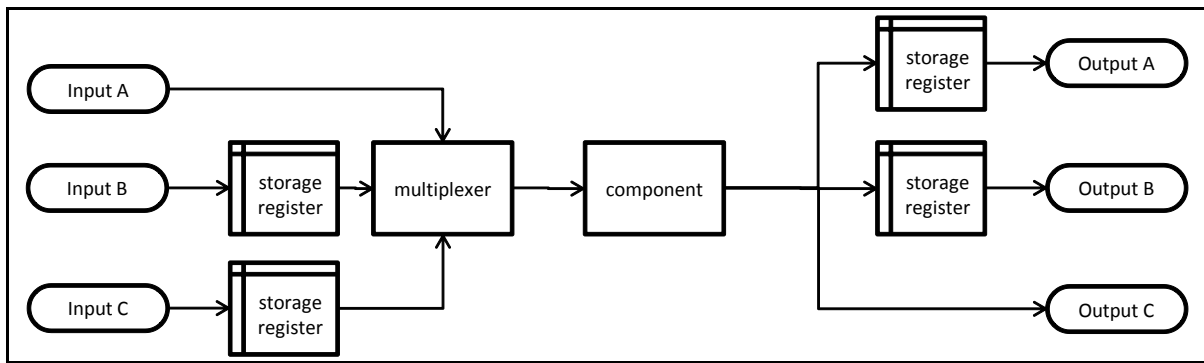 Input A
Input B
Input C
storage
register
storage
register
multiplexer
component
storage
register
storage
register
Output A
Output B
Output C